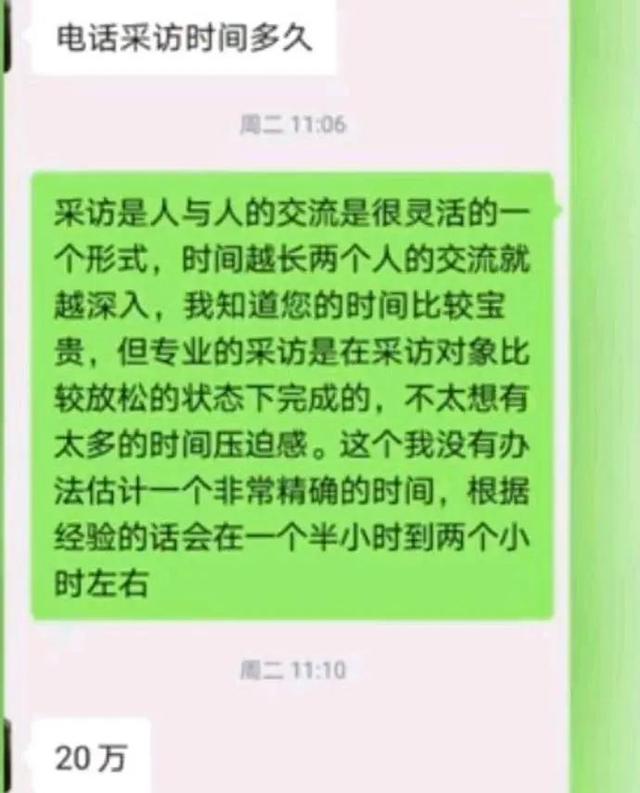 电话采访时间多久
周二 11:06
采访是人与人的交流是很灵活的一
个形式，时间越长两个人的交流就
越深入，我知道您的时间比较宝
贵，但专业的采访是在采访对象比
较放松的状态下完成的，不太想有
太多的时间压迫感。这个我没有办
法估计一个非常精确的时间，根据
经验的话会在一个半小时到两个小
时左右
周二 11:10
20万